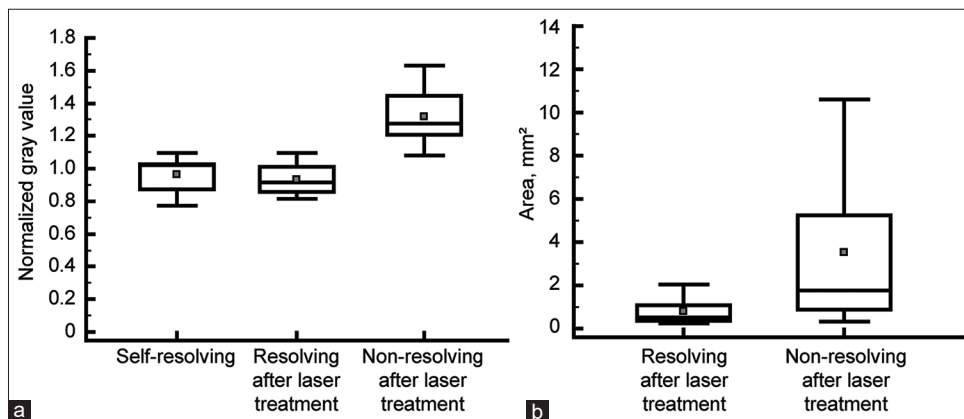 Normalized gray value
1.8
1.6
1.4
1.2
1.0
0.8
0.6
0.4
0.2
0
Self-resolving
Resolving
after laser
treatment
Non-resolving
after laser
treatment
a
Area, mm²
14
12
10
8
6
4
2
0
Resolving
after laser
treatment
Non-resolving
after laser
treatment
b